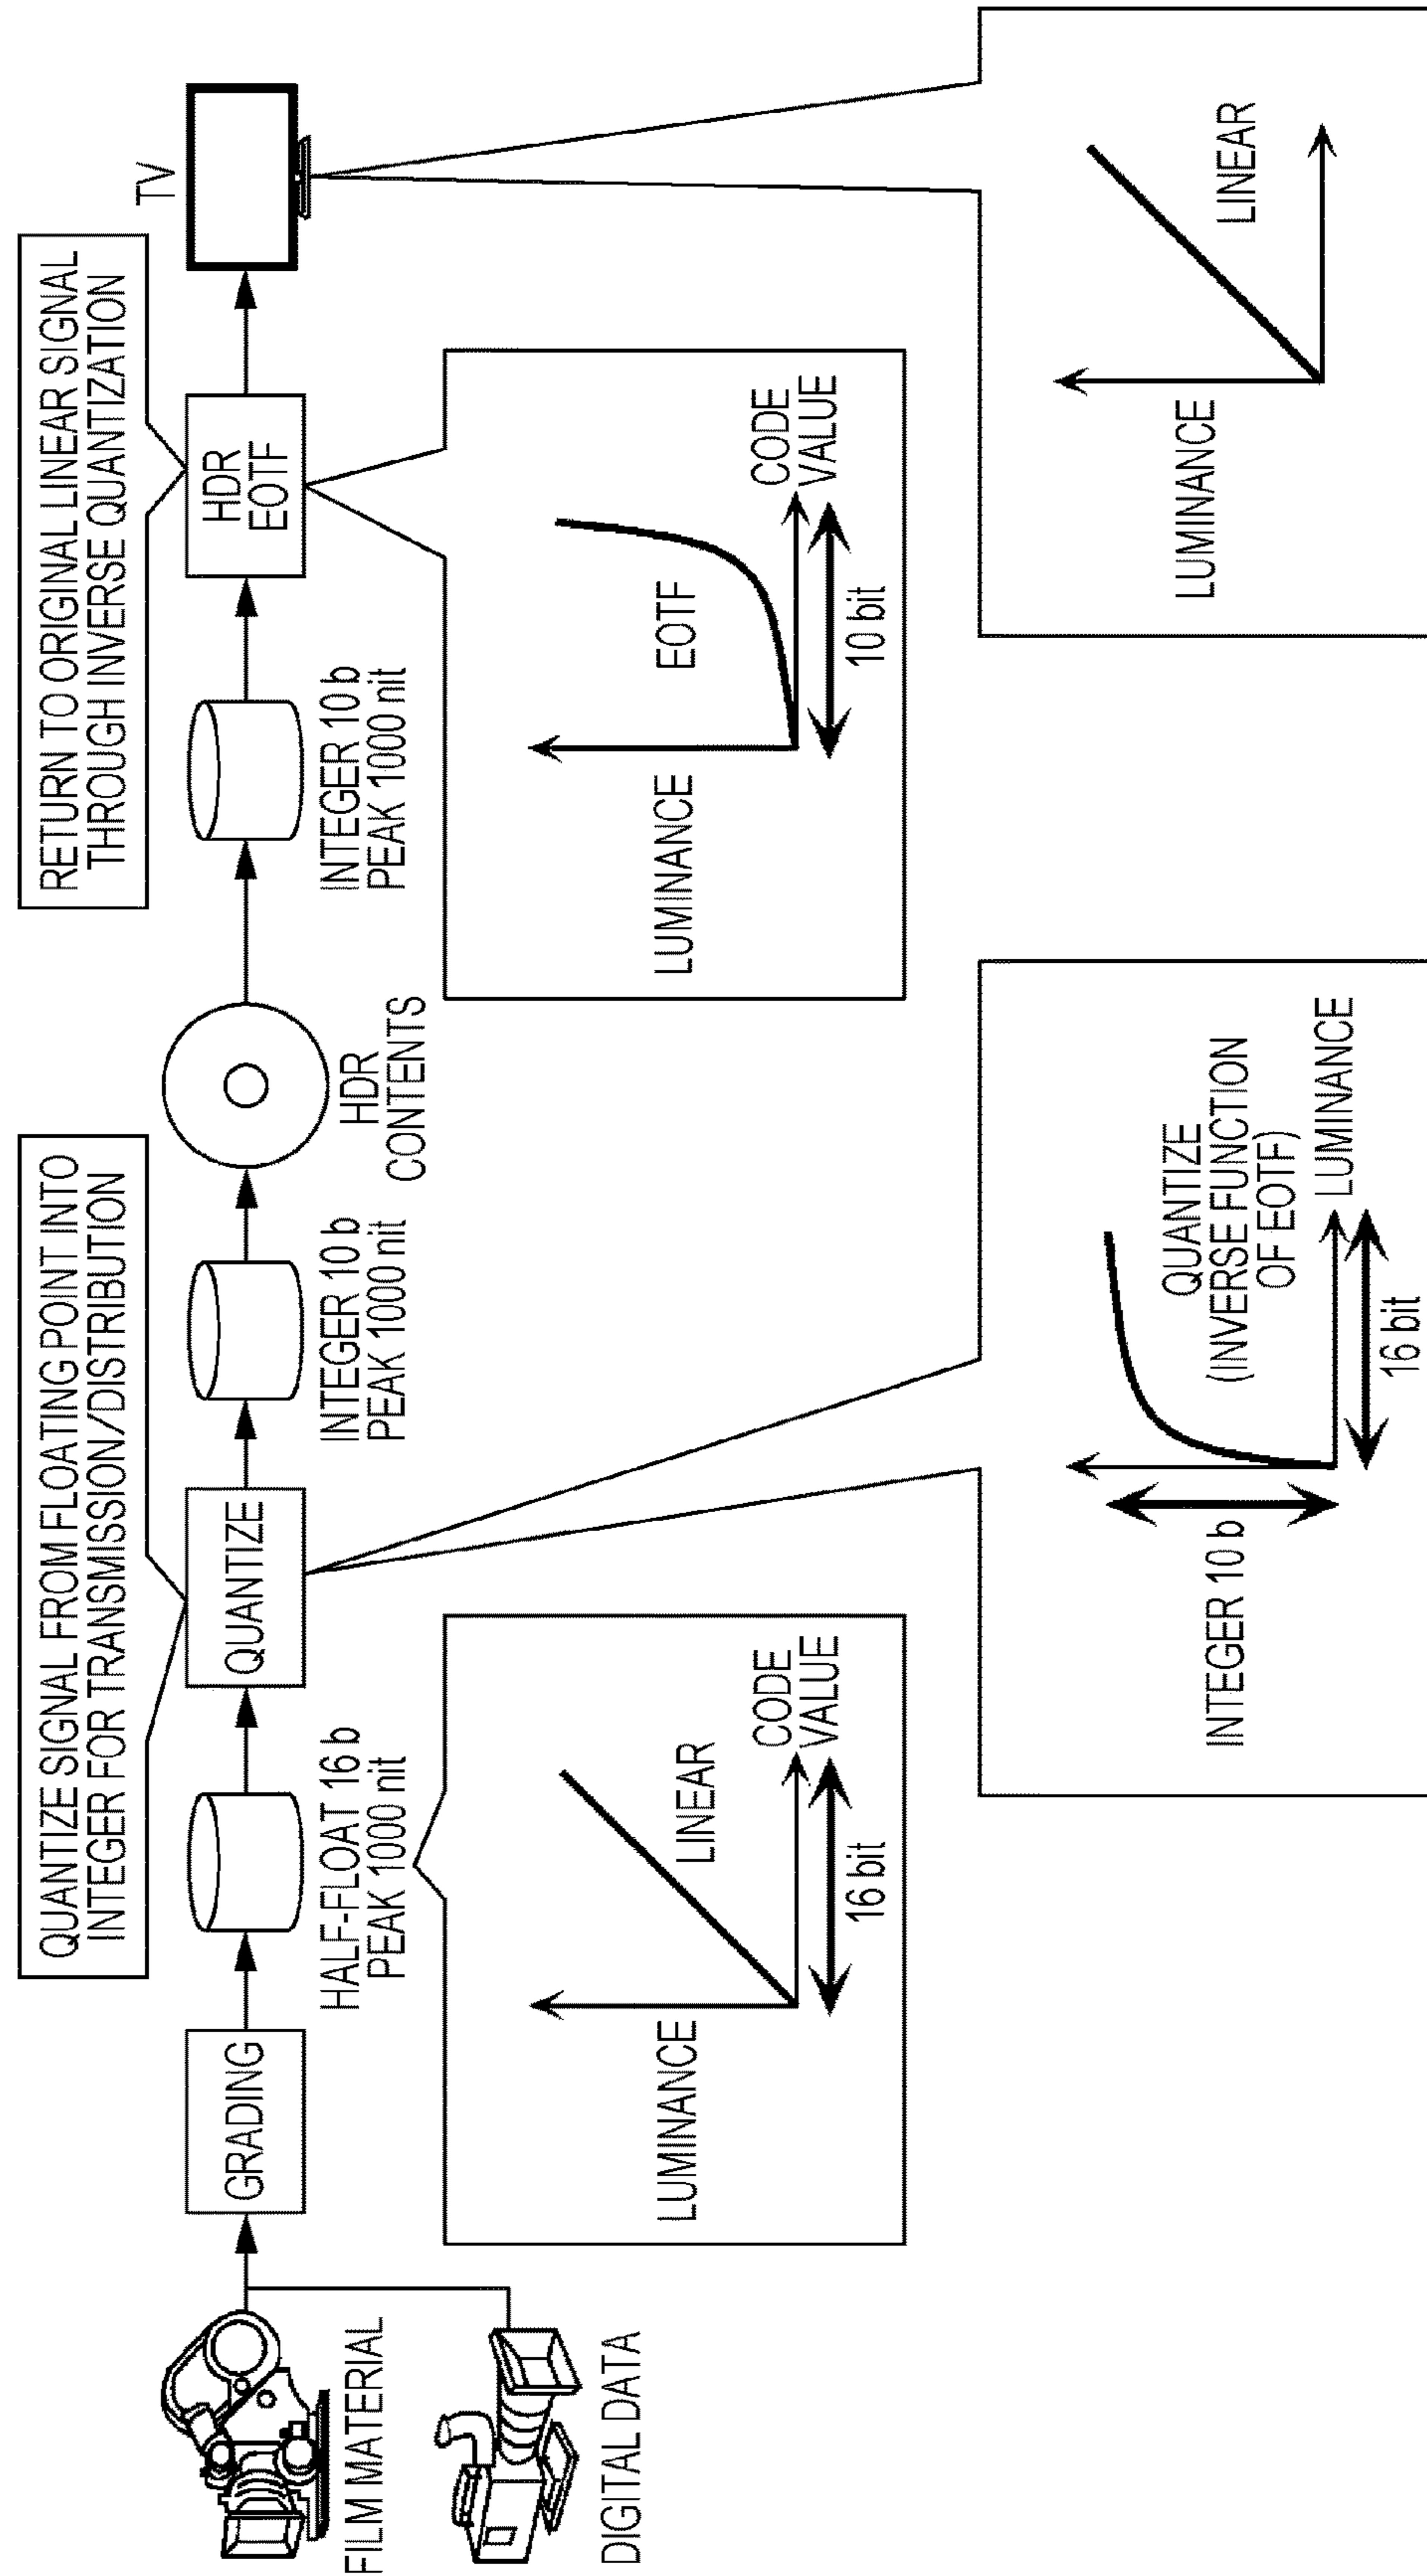 QUANTIZE SIGNAL FROM FLOATING POINT INTO
INTEGER FOR TRANSMISSION/DISTRIBUTION
RETURN TO ORIGINAL LINEAR SIGNAL
THROUGH INVERSE QUANTIZATION
FILM MATERIAL
DIGITAL DATA
GRADING
HALF-FLOAT 16 b
PEAK 1000 nit
QUANTIZE
INTEGER 10 b
PEAK 1000 nit
HDR
CONTENTS
INTEGER 10 b
PEAK 1000 nit
HDR
EOTF
TV
LUMINANCE
LINEAR
CODE
VALUE
16 bit
LUMINANCE
EOTF
CODE
VALUE
10 bit
INTEGER 10 b
QUANTIZE
(INVERSE FUNCTION
OF EOTF)
LUMINANCE
16 bit
LUMINANCE
LINEAR